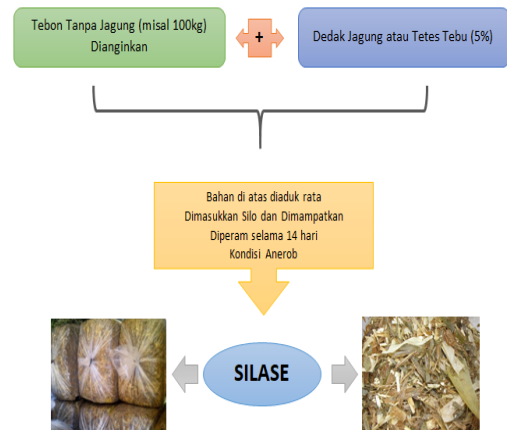 Tebon Tanpa Jagung (misal 100kg)
Dianginkan
+
Dedak Jagung atau Tetes Tebu (5%)
Bahan di atas diaduk rata
Dimasukkan Silo dan Dimampatkan
Diperam selama 14 hari
Kondisi Anerob
SILASE